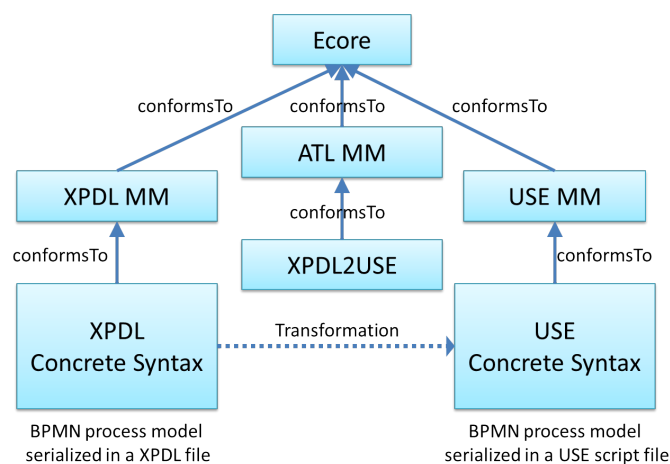 Ecore
conformsTo
conformsTo
conformsTo
ATL MM
XPDL MM
USE MM
conformsTo
conformsTo
conformsTo
XPDL2USE
XPDL
Concrete Syntax
Transformation
USE
Concrete Syntax
BPMN process model
serialized in a XPDL file
BPMN process model
serialized in a USE script file